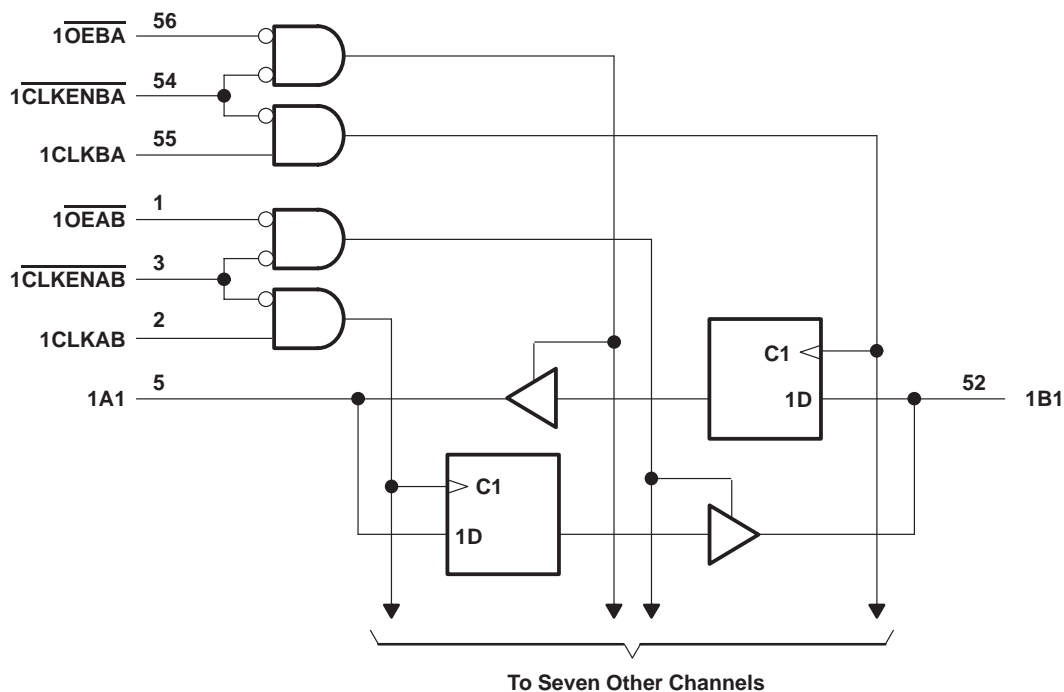 56
1OEBA
54
1CLKENBA
55
1CLKBA
1
1OEAB
3
1CLKENAB
2
1CLKAB
5
1A1
C1
1D
52
1B1
C1
1D
To Seven Other Channels